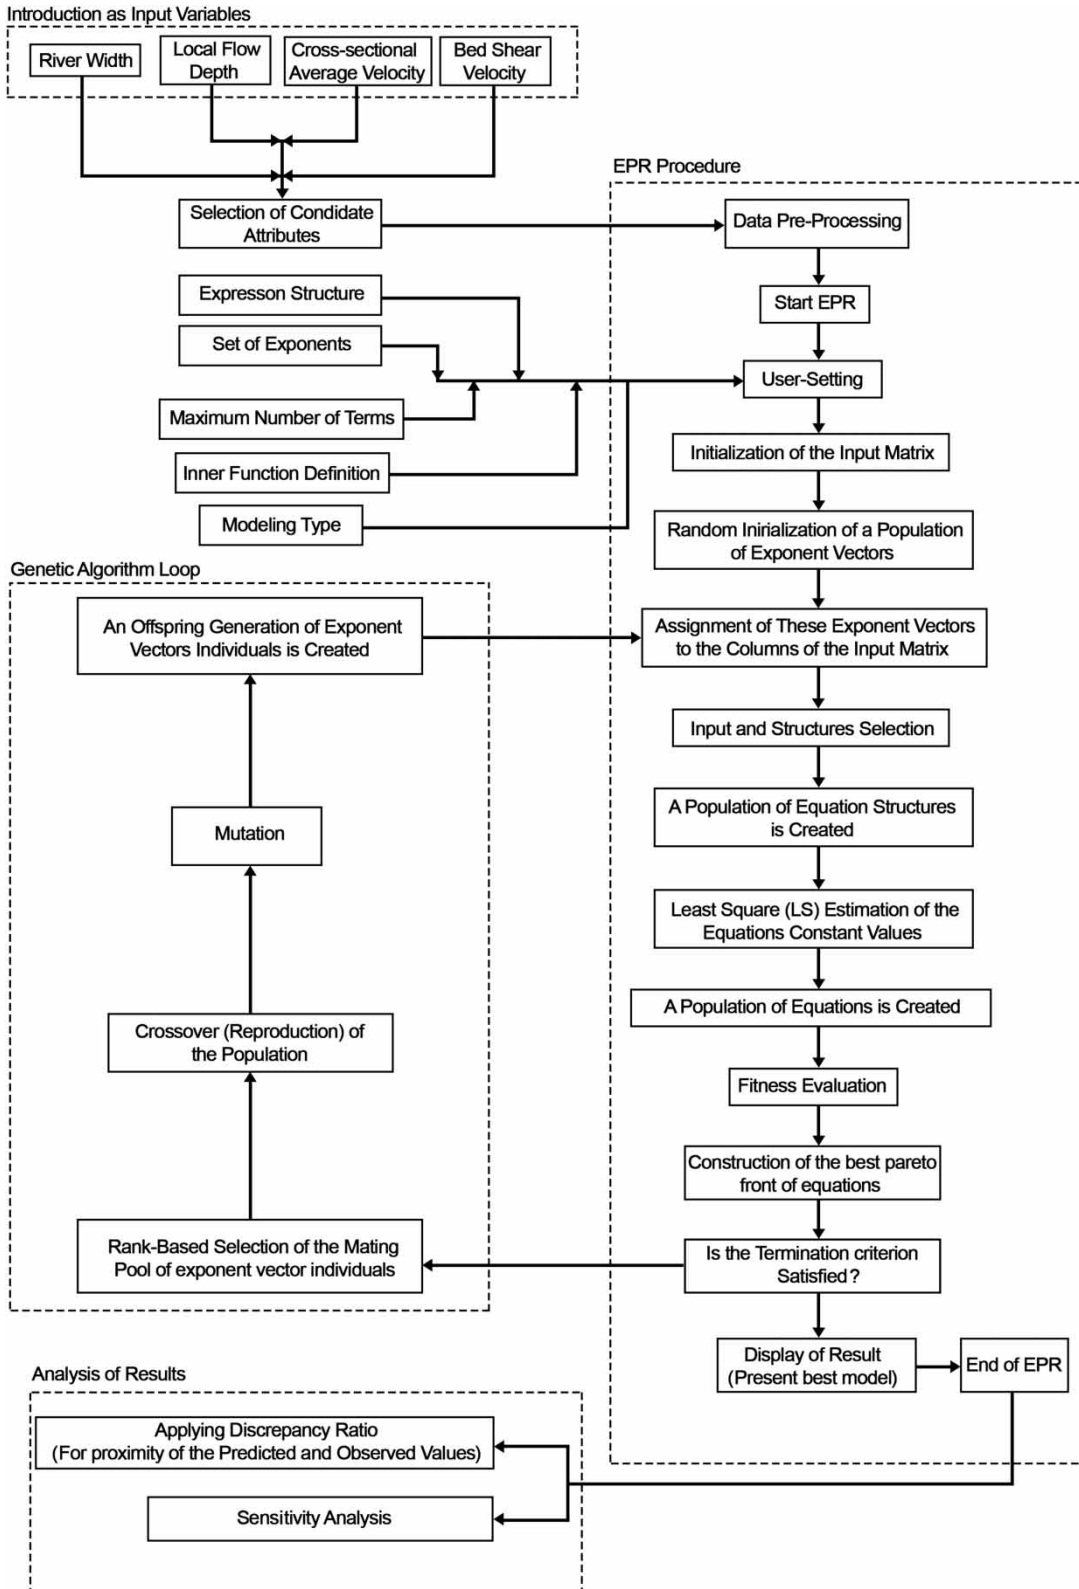 Introduction as Input Variables
River Width
Local Flow
Depth
Cross-sectional
Average Velocity
Bed Shear
Velocity
Selection of Condidate
Attributes
Expresson Structure
Set of Exponents
Maximum Number of Terms
Inner Function Definition
Modeling Type
EPR Procedure
Data Pre-Processing
Start EPR
User-Setting
Initialization of the Input Matrix
Random Inirialization of a Population
of Exponent Vectors
Assignment of These Exponent Vectors
to the Columns of the Input Matrix
Input and Structures Selection
A Population of Equation Structures
is Created
Least Square (LS) Estimation of the
Equations Constant Values
A Population of Equations is Created
Fitness Evaluation
Construction of the best pareto
front of equations
Is the Termination criterion
Satisfied?
Display of Result
(Present best model)
End of EPR
Genetic Algorithm Loop
An Offspring Generation of Exponent
Vectors Individuals is Created
Mutation
Crossover (Reproduction) of
the Population
Rank-Based Selection of the Mating
Pool of exponent vector individuals
Analysis of Results
Applying Discrepancy Ratio
(For proximity of the Predicted and Observed Values)
Sensitivity Analysis